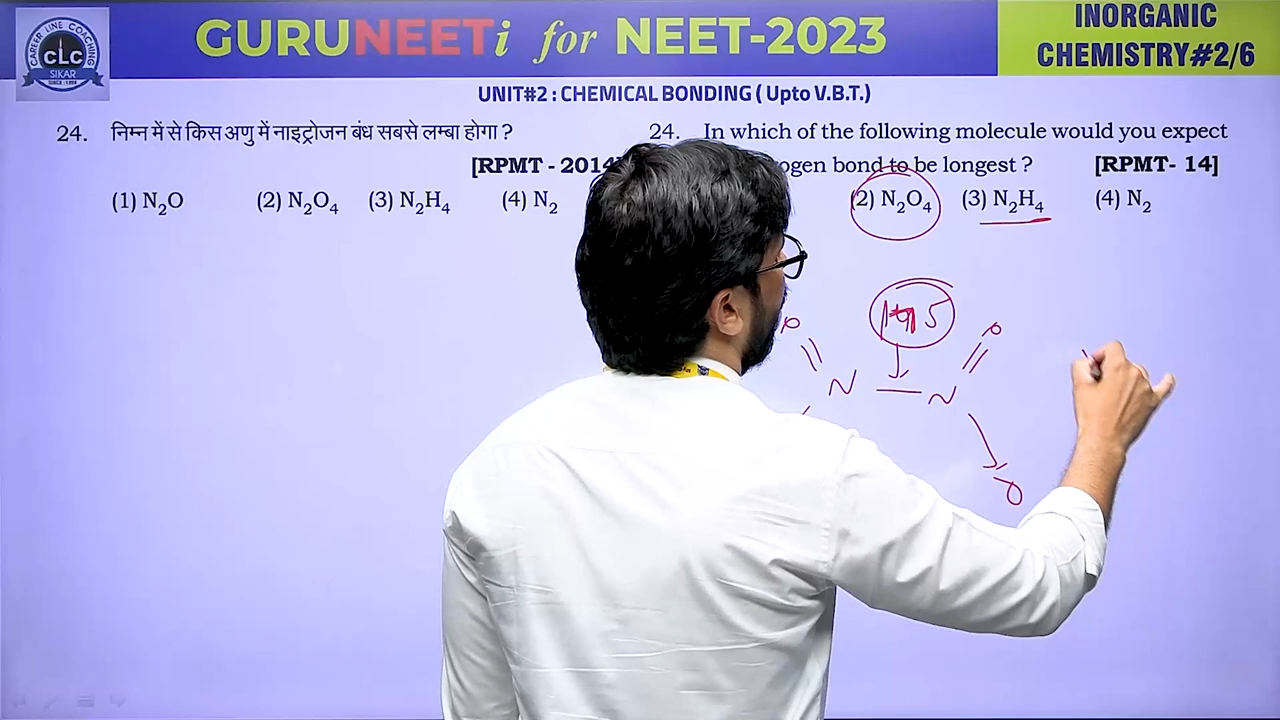 GURUNEETi for NEET-2023
INORGANIC
CHEMISTRY#2/6
CAREER LINE COACHING
CLC
SIKAR
SINCE : 1996
UNIT#2 : CHEMICAL BONDING ( Upto V.B.T.)
24. निम्न में से किस अणु में नाइट्रोजन बंध सबसे लम्बा होगा ?
[RPMT - 2014
(1) N₂O (2) N₂O₄ (3) N₂H₄ (4) N₂
24. In which of the following molecule would you expect
bond to be longest ? [RPMT- 14]
(2) N₂O₄ (3) N₂H₄ (4) N₂
O O
N — N
O